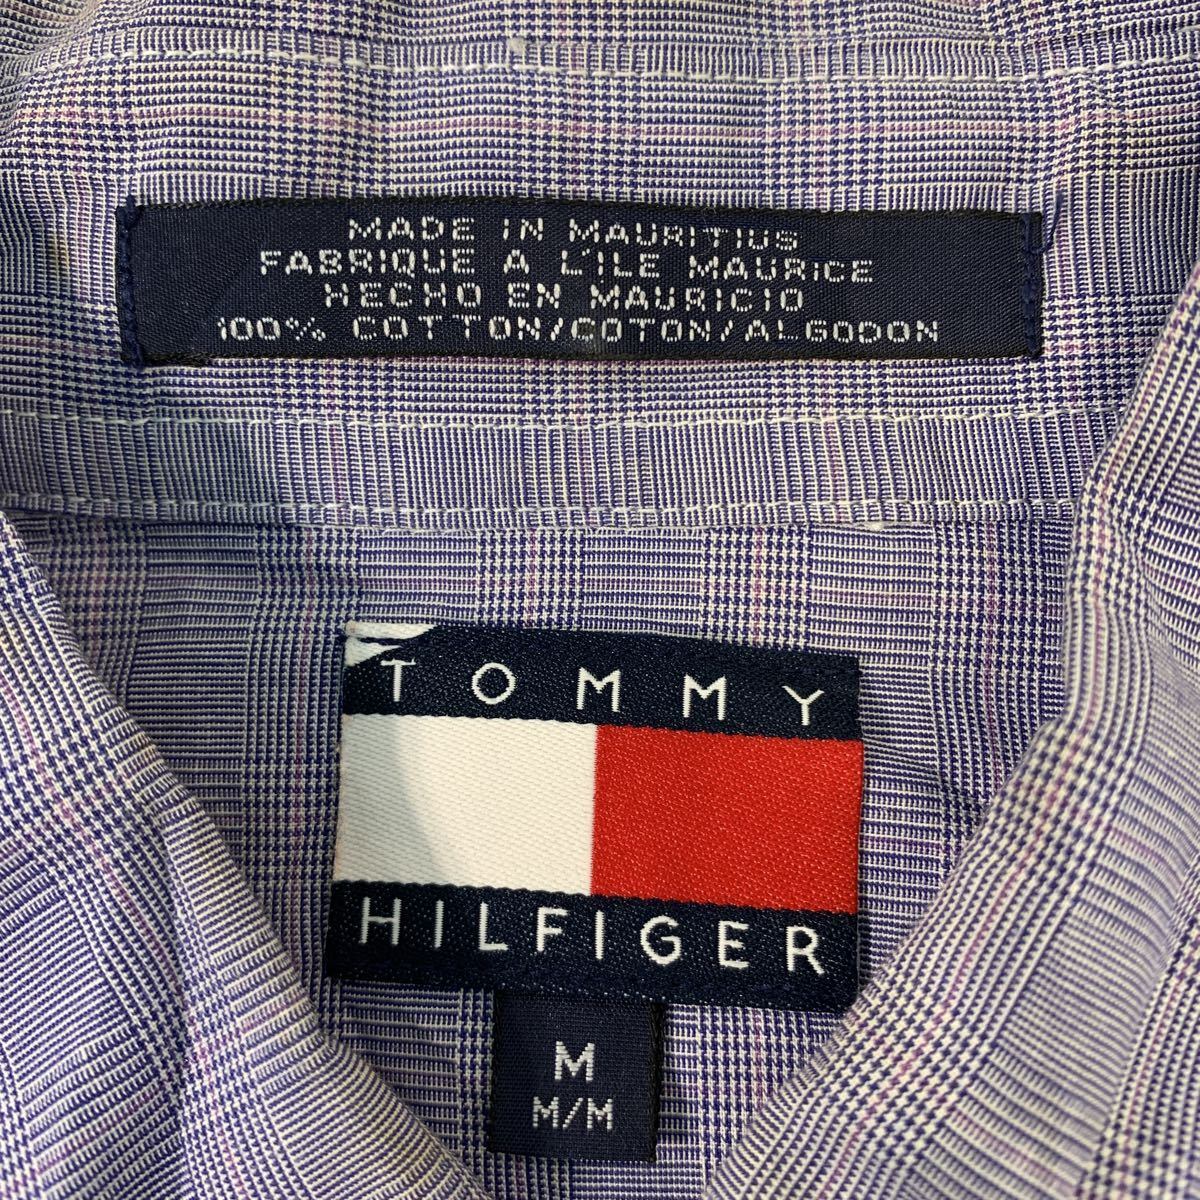 MADE IN MAURITIUS
FABRIQUE A L'ILE MAURICE
HECHO EN MAURICIO
100% COTTON/COTON/ALGODON
TOMMY
HILFIGER
M
M/M